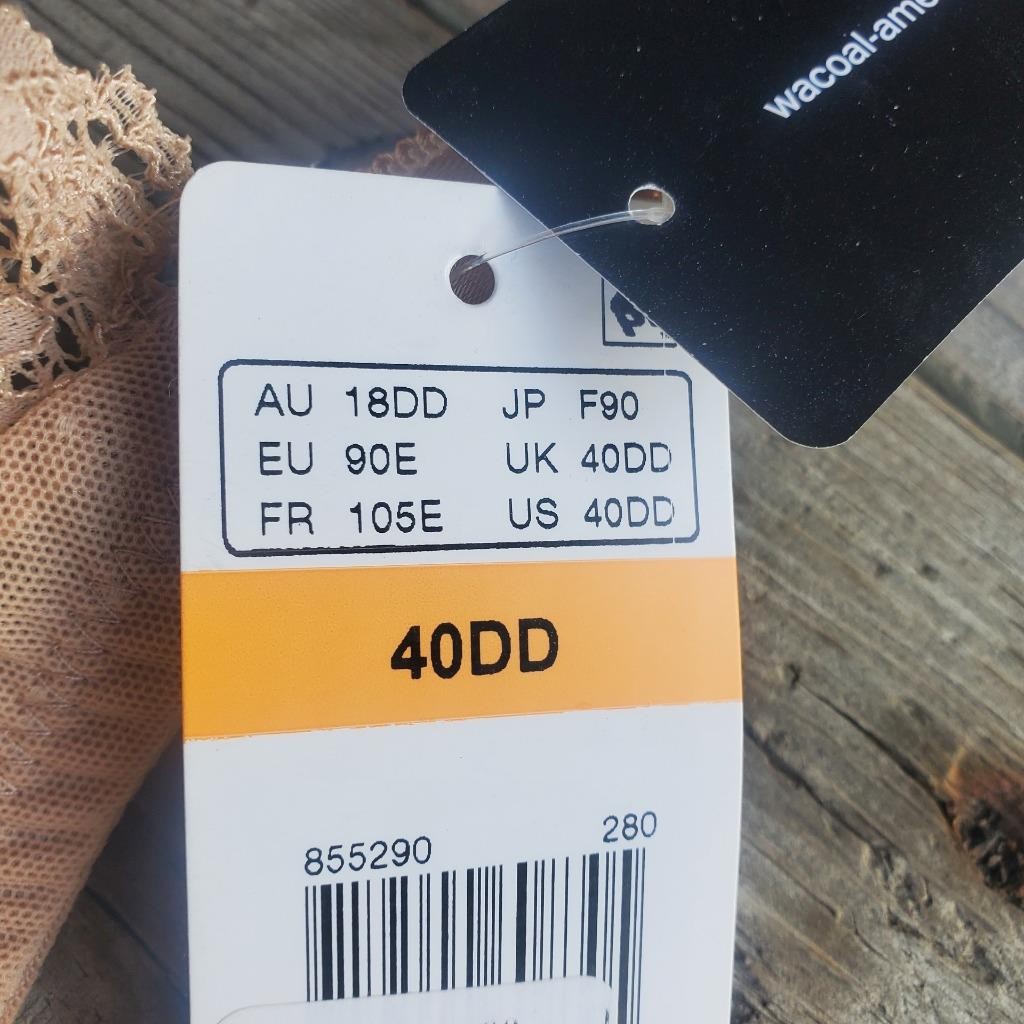 wacoal-ame
AU 18DD JP F90
EU 90E UK 40DD
FR 105E US 40DD
40DD
855290 280